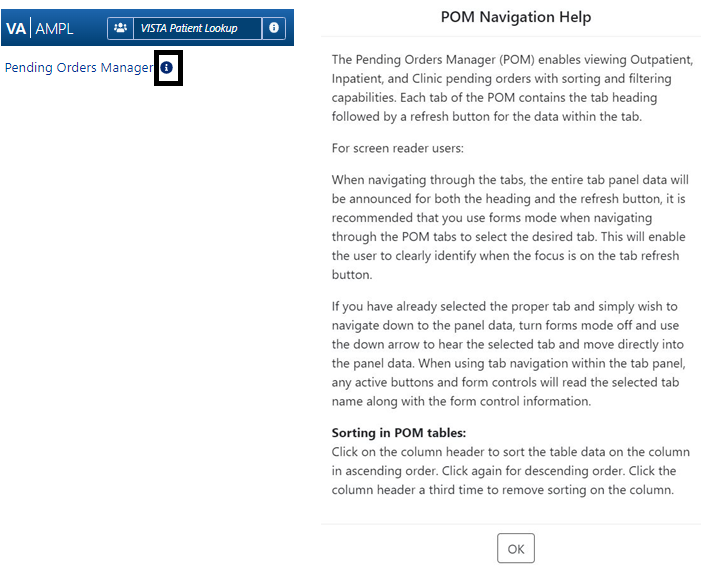 VA AMPL
VISTA Patient Lookup
Pending Orders Manager
POM Navigation Help
The Pending Orders Manager (POM) enables viewing Outpatient,
Inpatient, and Clinic pending orders with sorting and filtering
capabilities. Each tab of the POM contains the tab heading
followed by a refresh button for the data within the tab.
For screen reader users:
When navigating through the tabs, the entire tab panel data will
be announced for both the heading and the refresh button, it is
recommended that you use forms mode when navigating
through the POM tabs to select the desired tab. This will enable
the user to clearly identify when the focus is on the tab refresh
button.
If you have already selected the proper tab and simply wish to
navigate down to the panel data, turn forms mode off and use
the down arrow to hear the selected tab and move directly into
the panel data. When using tab navigation within the tab panel,
any active buttons and form controls will read the selected tab
name along with the form control information.
Sorting in POM tables:
Click on the column header to sort the table data on the column
in ascending order. Click again for descending order. Click the
column header a third time to remove sorting on the column.
OK